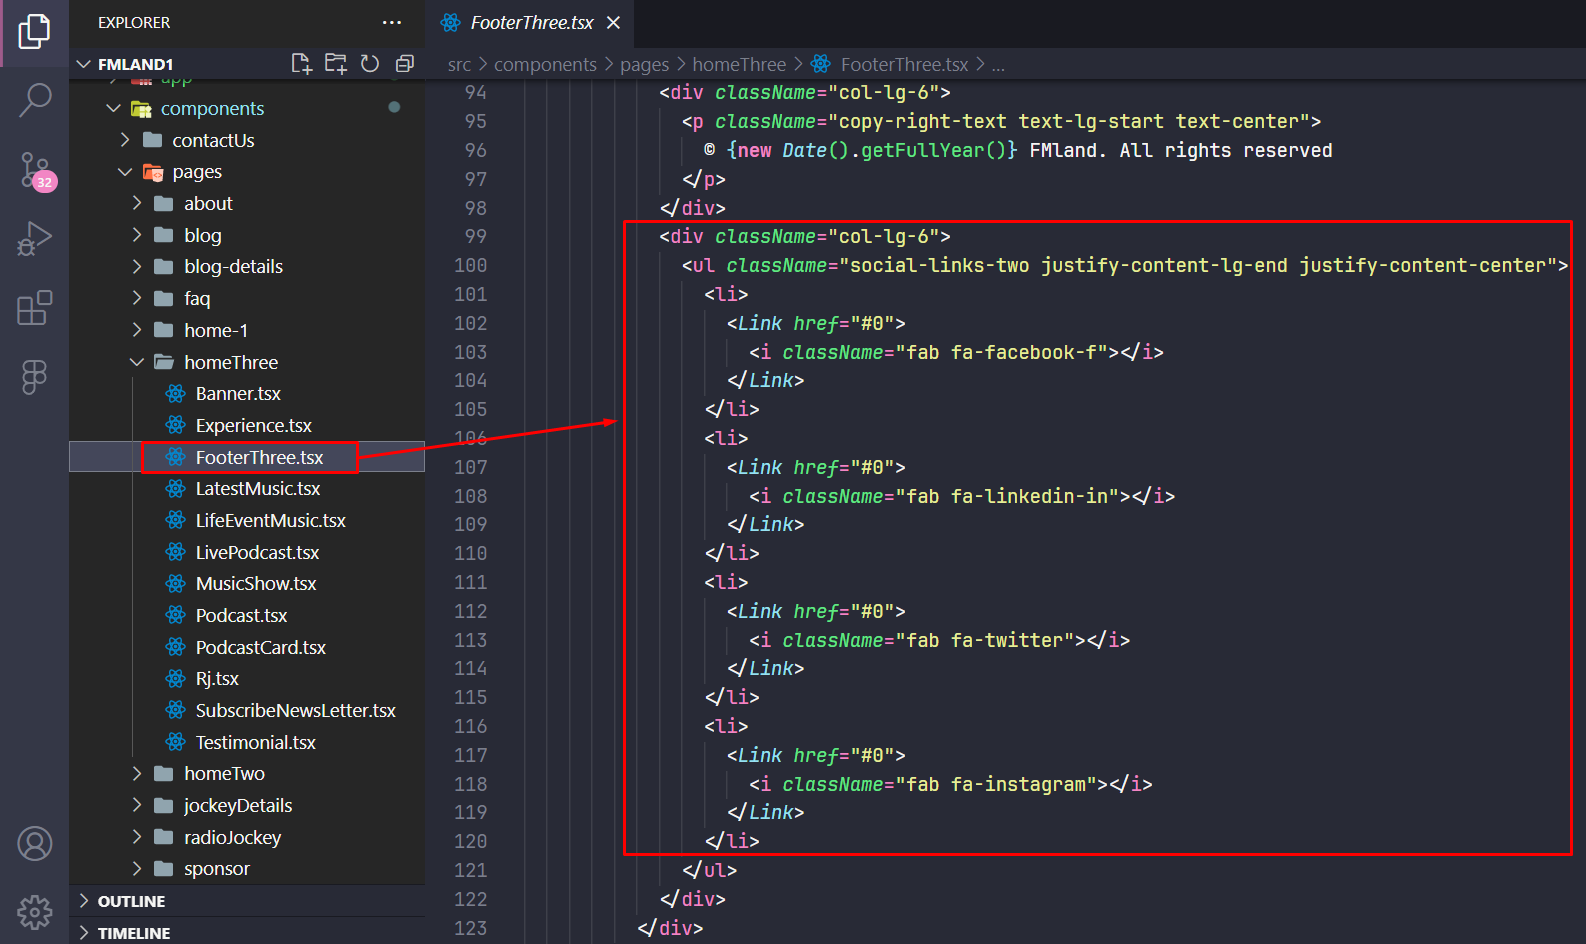 EXPLORER
···
FooterThree.tsx
FMLAND1
src > components > pages > homeThree > FooterThree.tsx > ...
app
components
contactUs
pages
about
blog
blog-details
faq
home-1
homeThree
Banner.tsx
Experience.tsx
FooterThree.tsx
LatestMusic.tsx
LifeEventMusic.tsx
LivePodcast.tsx
MusicShow.tsx
Podcast.tsx
PodcastCard.tsx
Rj.tsx
SubscribeNewsLetter.tsx
Testimonial.tsx
homeTwo
jockeyDetails
radioJockey
sponsor
OUTLINE
TIMELINE
32
94 <div className="col-lg-6">
95 <p className="copy-right-text text-lg-start text-center">
96 © {new Date().getFullYear()} FMland. All rights reserved
97 </p>
98 </div>
99 <div className="col-lg-6">
100 <ul className="social-links-two justify-content-lg-end justify-content-center">
101 <li>
102 <Link href="#0">
103 <i className="fab fa-facebook-f"></i>
104 </Link>
105 </li>
106 <li>
107 <Link href="#0">
108 <i className="fab fa-linkedin-in"></i>
109 </Link>
110 </li>
111 <li>
112 <Link href="#0">
113 <i className="fab fa-twitter"></i>
114 </Link>
115 </li>
116 <li>
117 <Link href="#0">
118 <i className="fab fa-instagram"></i>
119 </Link>
120 </li>
121 </ul>
122 </div>
123 </div>